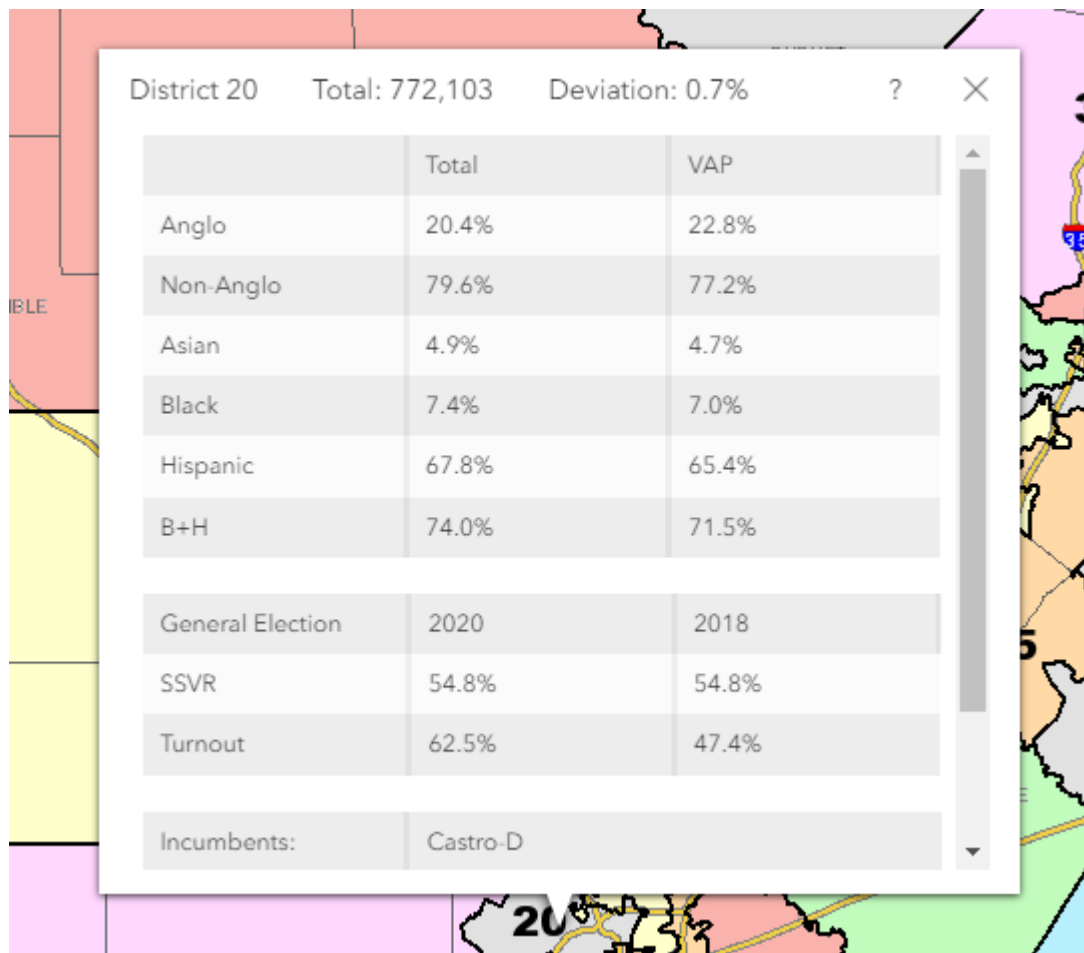 District 20 Total: 772,103 Deviation: 0.7% ?
Total VAP
Anglo 20.4% 22.8%
Non-Anglo 79.6% 77.2%
Asian 4.9% 4.7%
Black 7.4% 7.0%
Hispanic 67.8% 65.4%
B+H 74.0% 71.5%
General Election 2020 2018
SSVR 54.8% 54.8%
Turnout 62.5% 47.4%
Incumbents: Castro-D
20
35